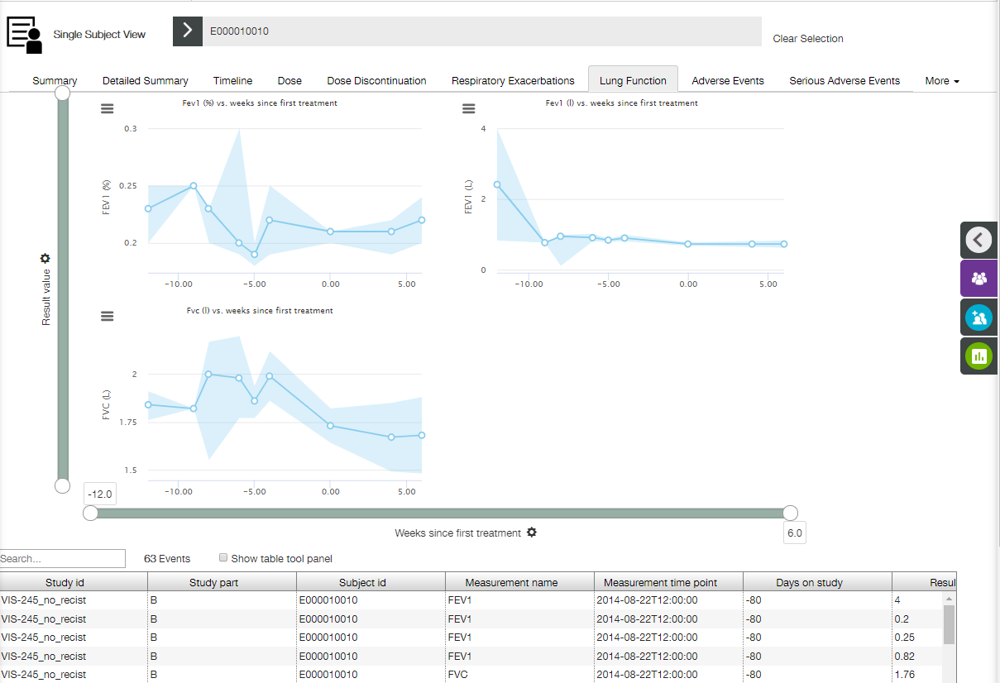 Single Subject View
E000010010
Clear Selection
Summary Detailed Summary Timeline Dose Dose Discontinuation Respiratory Exacerbations Lung Function Adverse Events Serious Adverse Events More
Fev1 (%) vs. weeks since first treatment
FEV1 (%)
0.3
0.25
0.2
−10.00 −5.00 0.00 5.00
Fev1 (l) vs. weeks since first treatment
FEV1 (L)
4
2
0
−10.00 −5.00 0.00 5.00
Result value
Fvc (l) vs. weeks since first treatment
FVC (L)
2
1.75
1.5
−10.00 −5.00 0.00 5.00
-12.0
6.0
Weeks since first treatment
Search... 63 Events Show table tool panel
Study id Study part Subject id Measurement name Measurement time point Days on study Resul
VIS-245_no_recist B E000010010 FEV1 2014-08-22T12:00:00 -80 4
VIS-245_no_recist B E000010010 FEV1 2014-08-22T12:00:00 -80 0.2
VIS-245_no_recist B E000010010 FEV1 2014-08-22T12:00:00 -80 0.25
VIS-245_no_recist B E000010010 FEV1 2014-08-22T12:00:00 -80 0.82
VIS-245_no_recist B E000010010 FVC 2014-08-22T12:00:00 -80 1.76